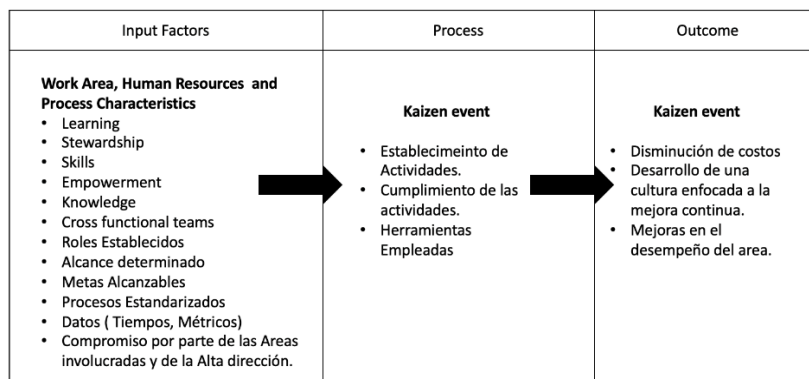 Input Factors
Process
Outcome
Work Area, Human Resources and
Process Characteristics
• Learning
• Stewardship
• Skills
• Empowerment
• Knowledge
• Cross functional teams
• Roles Establecidos
• Alcance determinado
• Metas Alcanzables
• Procesos Estandarizados
• Datos ( Tiempos, Métricos)
• Compromiso por parte de las Areas
involucradas y de la Alta dirección.
Kaizen event
• Establecimeinto de
Actividades.
• Cumplimiento de las
actividades.
• Herramientas
Empleadas
Kaizen event
• Disminución de costos
• Desarrollo de una
cultura enfocada a la
mejora continua.
• Mejoras en el
desempeño del area.